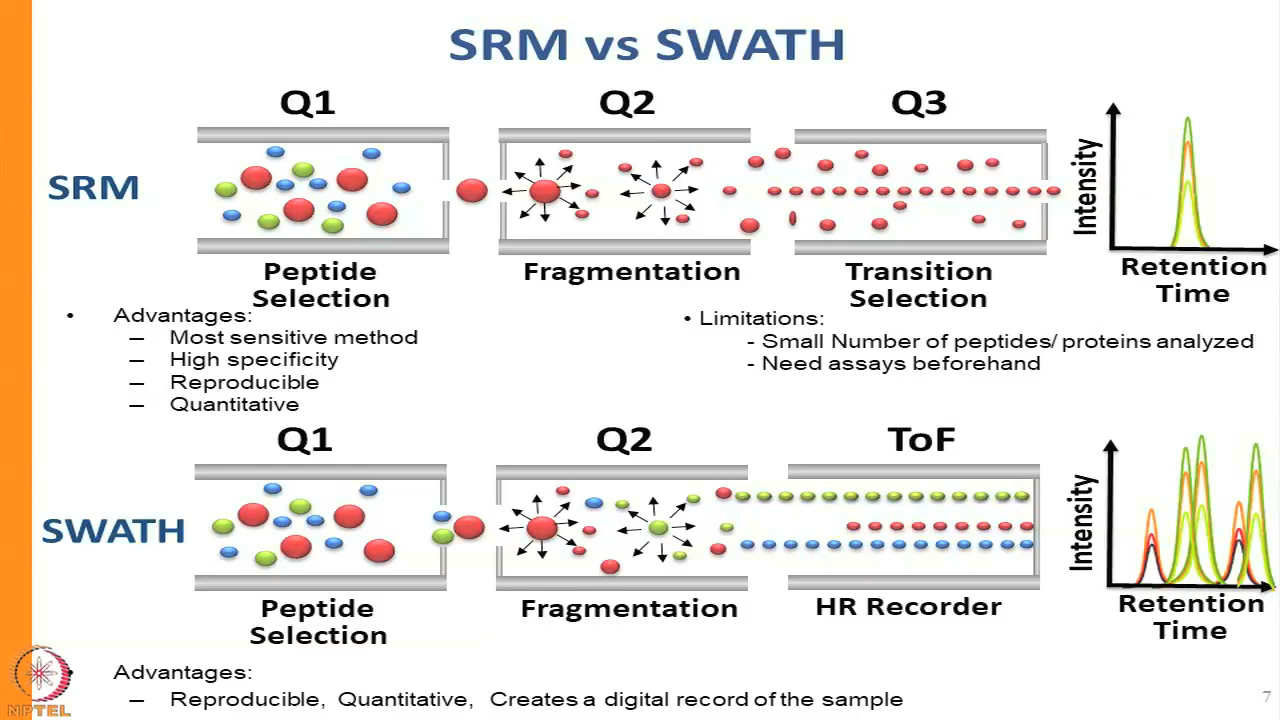 SRM vs SWATH
Q1
Q2
Q3
SRM
Intensity
Peptide
Selection
Fragmentation
Transition
Selection
Retention
Time
• Advantages:
– Most sensitive method
– High specificity
– Reproducible
– Quantitative
• Limitations:
- Small Number of peptides/ proteins analyzed
- Need assays beforehand
Q1
Q2
ToF
SWATH
Intensity
Peptide
Selection
Fragmentation
HR Recorder
Retention
Time
• Advantages:
– Reproducible, Quantitative, Creates a digital record of the sample
NPTEL
7